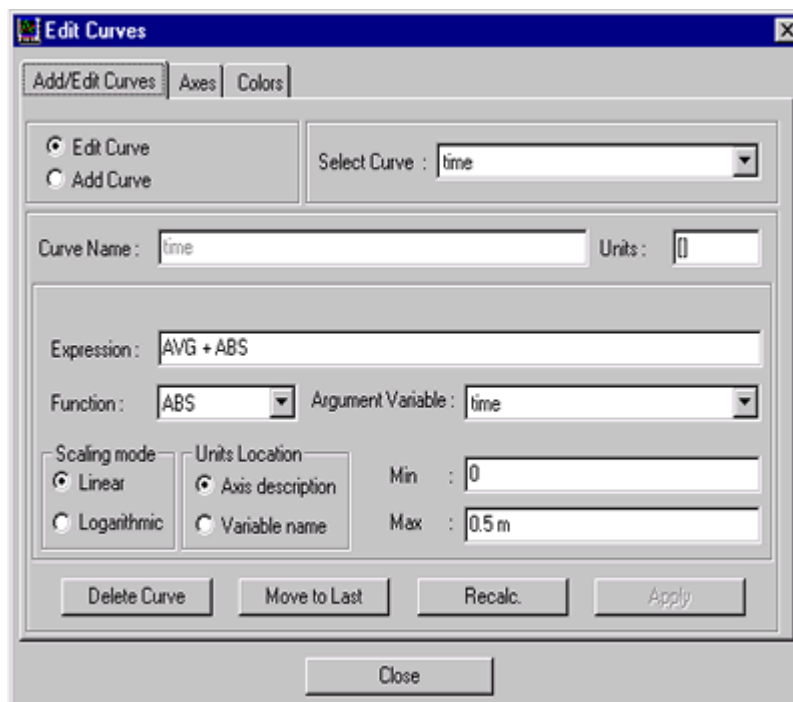 Edit Curves
Add/Edit Curves Axes Colors
Edit Curve
Add Curve
Select Curve : time
Curve Name : time Units : []
Expression : AVG + ABS
Function : ABS Argument Variable : time
Scaling mode
Linear
Logarithmic
Units Location
Axis description
Variable name
Min : 0
Max : 0.5 m
Delete Curve Move to Last Recalc. Apply
Close